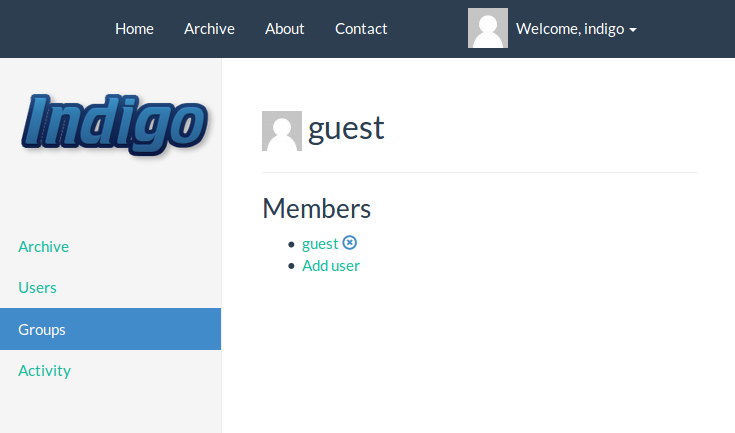 Home Archive About Contact Welcome, indigo
Indigo
guest
Members
guest
Add user
Archive
Users
Groups
Activity